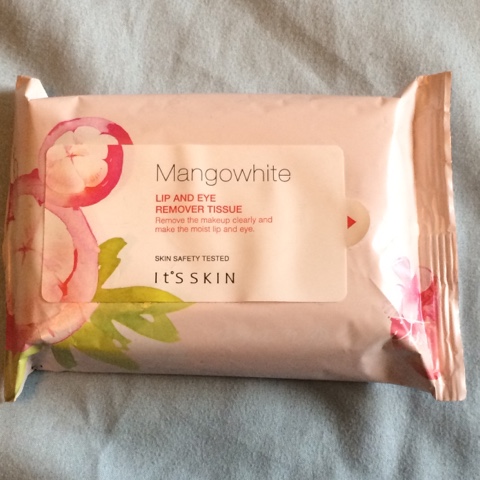 Mangowhite
LIP AND EYE
REMOVER TISSUE
Remove the makeup clearly and
make the moist lip and eye.
SKIN SAFETY TESTED
It'S SKIN